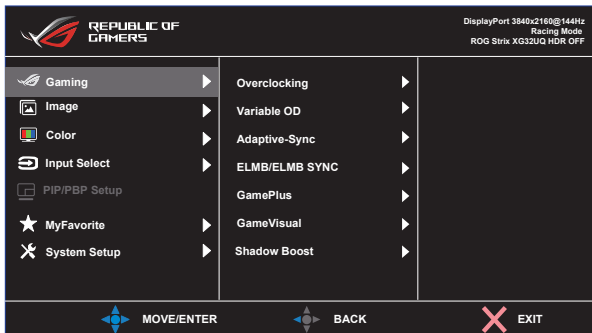 REPUBLIC OF
GAMERS
DisplayPort 3840x2160@144Hz
Racing Mode
ROG Strix XG32UQ HDR OFF
Gaming
Image
Color
Input Select
PIP/PBP Setup
MyFavorite
System Setup
Overclocking
Variable OD
Adaptive-Sync
ELMB/ELMB SYNC
GamePlus
GameVisual
Shadow Boost
MOVE/ENTER
BACK
EXIT